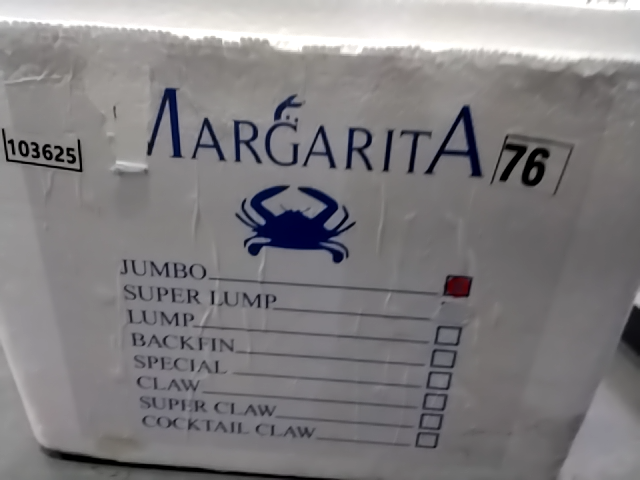 MARGARITA
103625
76
JUMBO
SUPER LUMP
LUMP
BACKFIN
SPECIAL
CLAW
SUPER CLAW
COCKTAIL CLAW